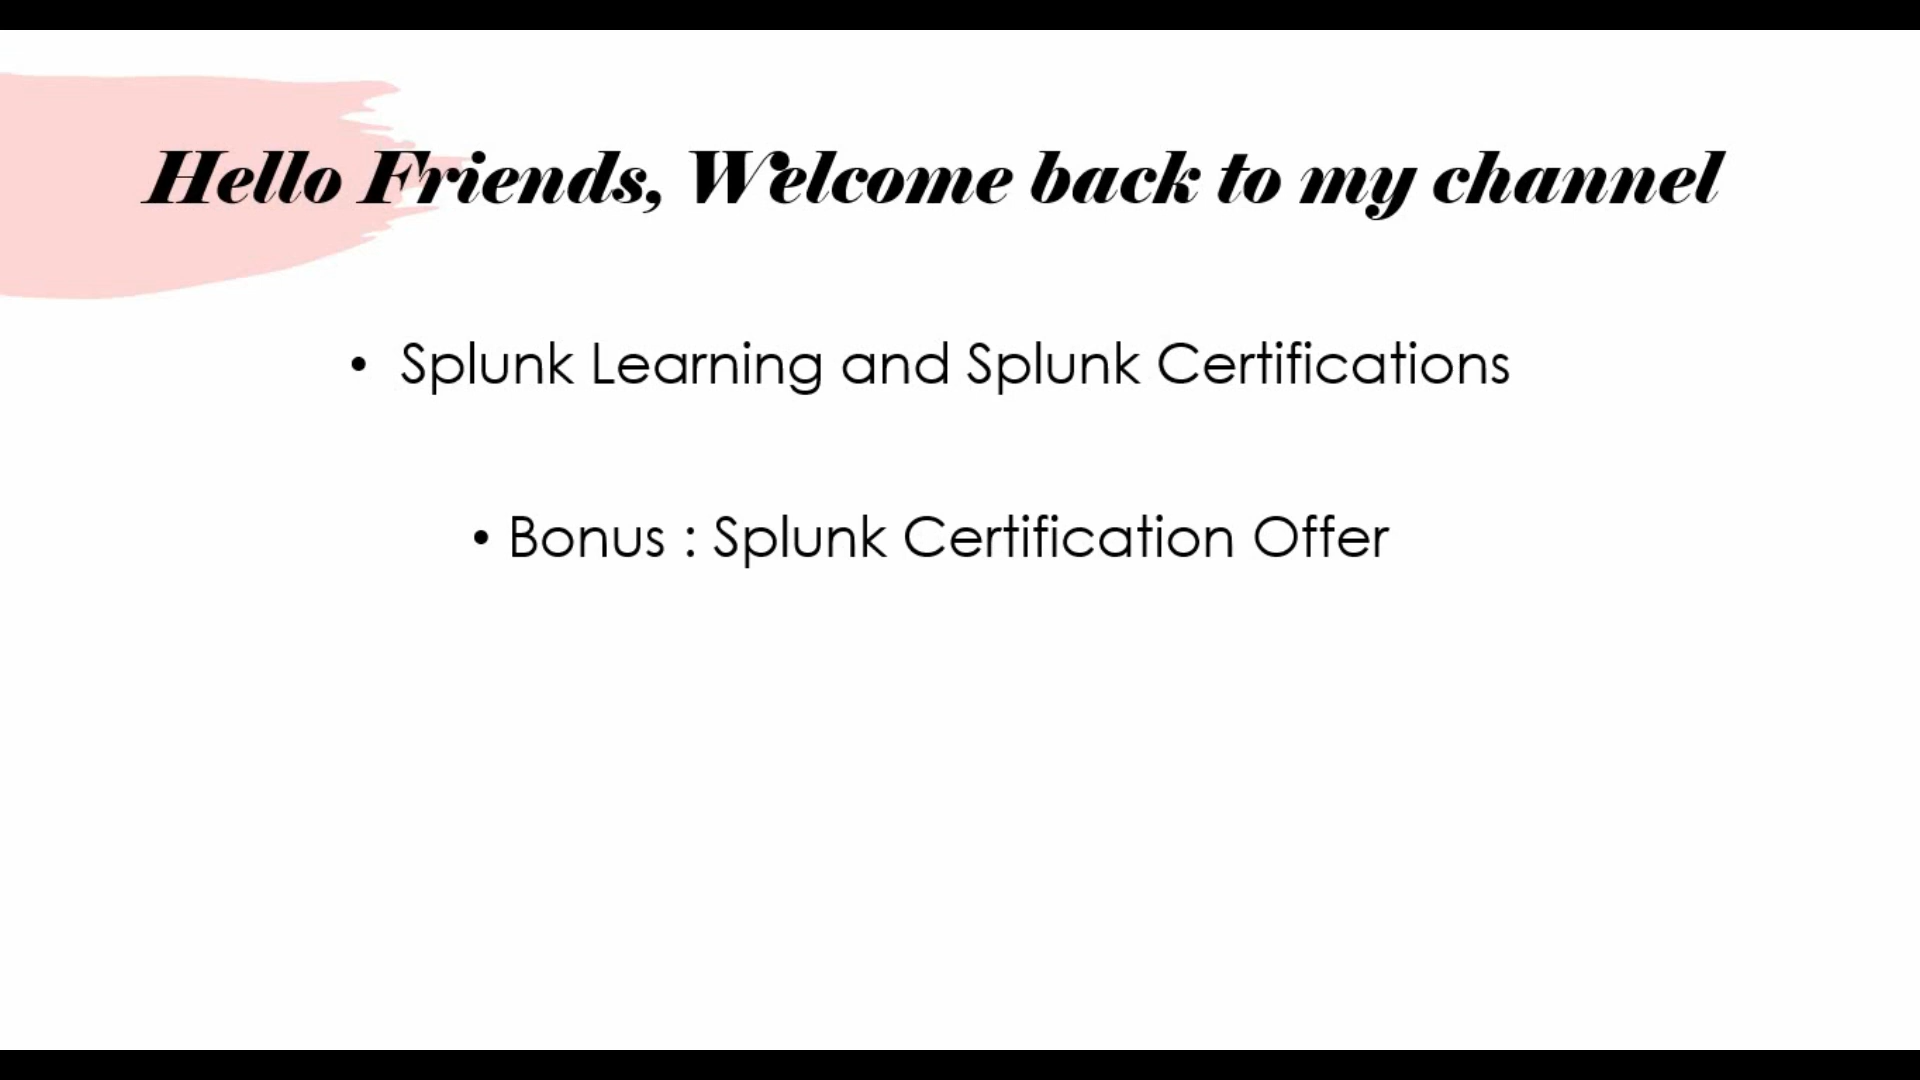 Hello Friends, Welcome back to my channel
• Splunk Learning and Splunk Certifications
• Bonus : Splunk Certification Offer